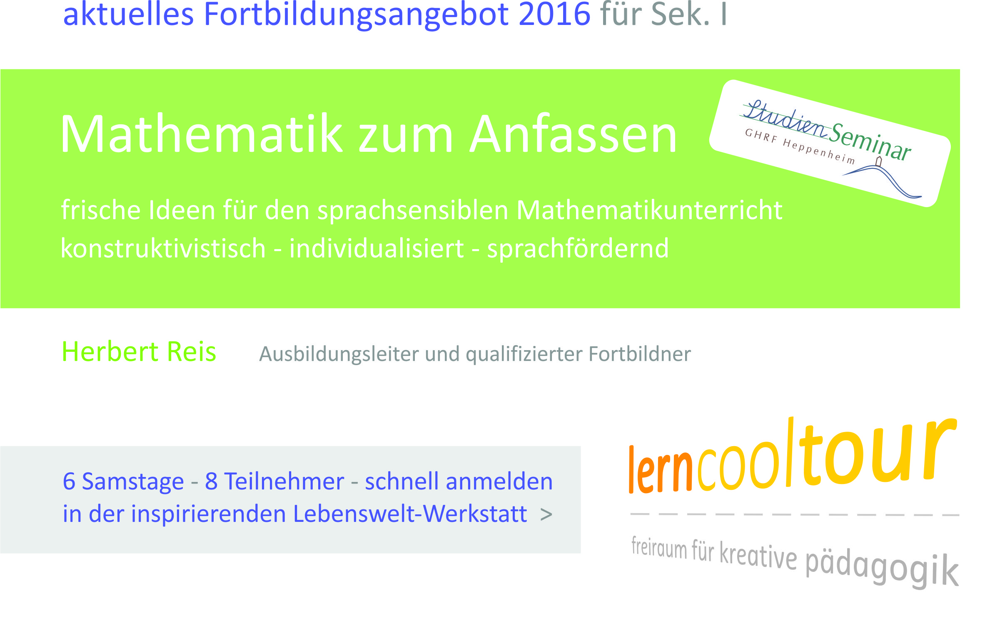 aktuelles Fortbildungsangebot 2016 für Sek. I
Mathematik zum Anfassen
StudienSeminar
GHRF Heppenheim
frische Ideen für den sprachsensiblen Mathematikunterricht
konstruktivistisch - individualisiert - sprachfördernd
Herbert Reis Ausbildungsleiter und qualifizierter Fortbildner
6 Samstage - 8 Teilnehmer - schnell anmelden
in der inspirierenden Lebenswelt-Werkstatt >
lerncooltour
freiraum für kreative pädagogik